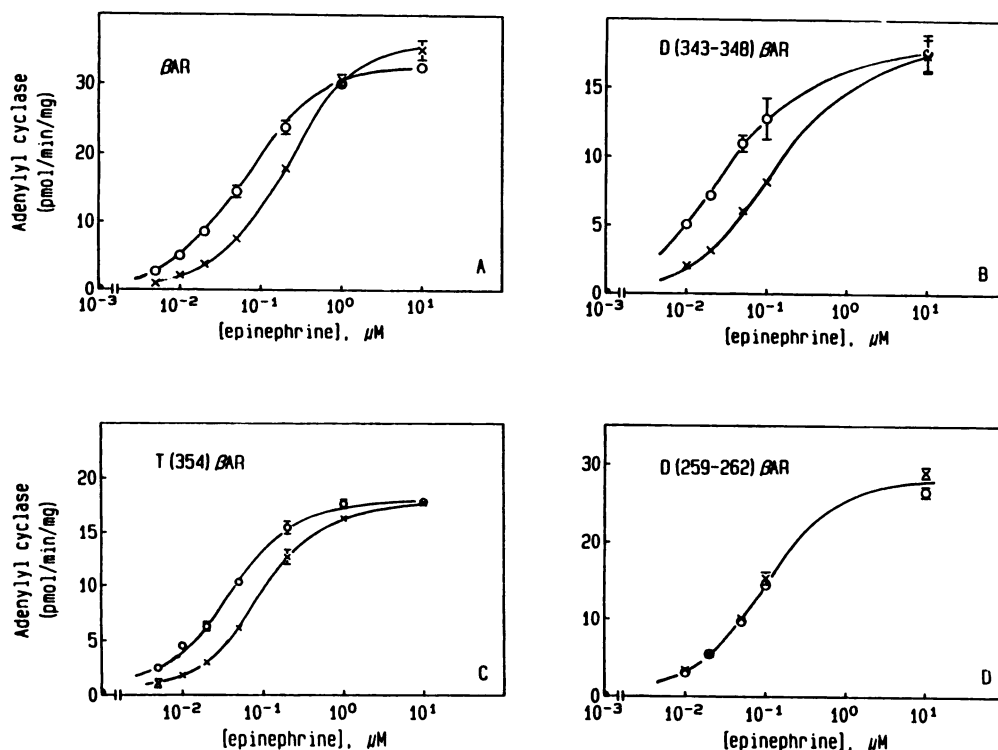 Adenylyl cyclase
(pmol/min/mg)
βAR
30
20
10
0
10⁻³ 10⁻² 10⁻¹ 10⁰ 10¹
[epinephrine], μM
A
D(343-348) βAR
15
10
5
0
10⁻³ 10⁻² 10⁻¹ 10⁰ 10¹
[epinephrine], μM
B
Adenylyl cyclase
(pmol/min/mg)
T(354) βAR
20
15
10
5
0
10⁻² 10⁻¹ 10⁰ 10¹
[epinephrine], μM
C
D(259-262) βAR
30
20
10
0
10⁻³ 10⁻² 10⁻¹ 10⁰ 10¹
[epinephrine], μM
D